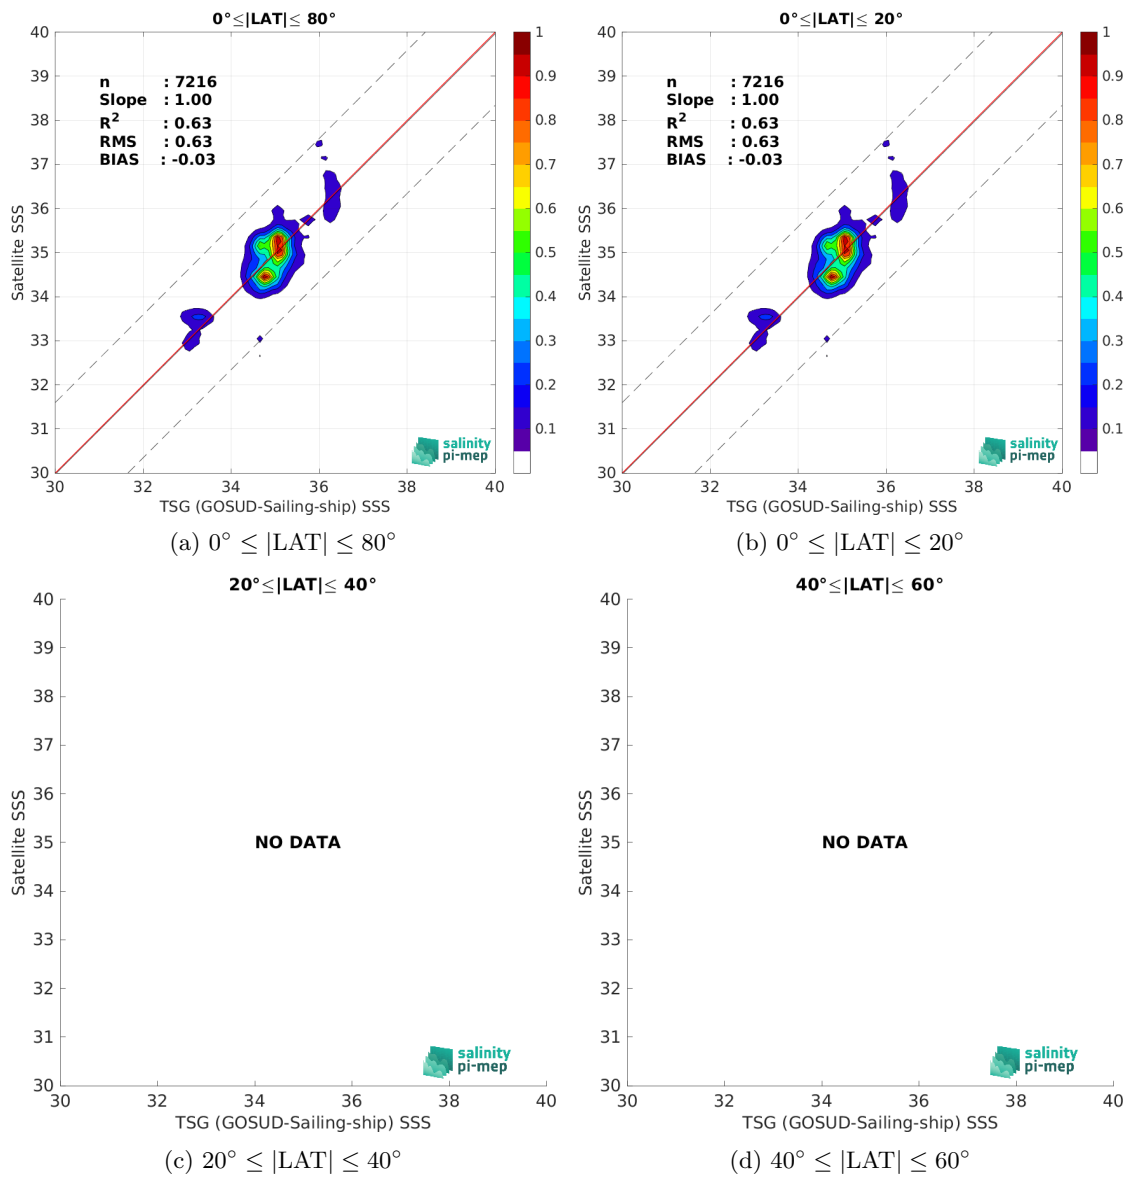 0°≤|LAT|≤ 80°
40
39
38
37
36
35
34
33
32
31
30
Satellite SSS
n : 7216
Slope : 1.00
R² : 0.63
RMS : 0.63
BIAS : -0.03
1
0.9
0.8
0.7
0.6
0.5
0.4
0.3
0.2
0.1
salinity
pi-mep
30 32 34 36 38 40
TSG (GOSUD-Sailing-ship) SSS
(a) 0° ≤ |LAT| ≤ 80°
0°≤|LAT|≤ 20°
40
39
38
37
36
35
34
33
32
31
30
Satellite SSS
n : 7216
Slope : 1.00
R² : 0.63
RMS : 0.63
BIAS : -0.03
1
0.9
0.8
0.7
0.6
0.5
0.4
0.3
0.2
0.1
salinity
pi-mep
30 32 34 36 38 40
TSG (GOSUD-Sailing-ship) SSS
(b) 0° ≤ |LAT| ≤ 20°
20°≤|LAT|≤ 40°
40
39
38
37
36
35
34
33
32
31
30
Satellite SSS
NO DATA
salinity
pi-mep
30 32 34 36 38 40
TSG (GOSUD-Sailing-ship) SSS
(c) 20° ≤ |LAT| ≤ 40°
40°≤|LAT|≤ 60°
40
39
38
37
36
35
34
33
32
31
30
Satellite SSS
NO DATA
salinity
pi-mep
30 32 34 36 38 40
TSG (GOSUD-Sailing-ship) SSS
(d) 40° ≤ |LAT| ≤ 60°